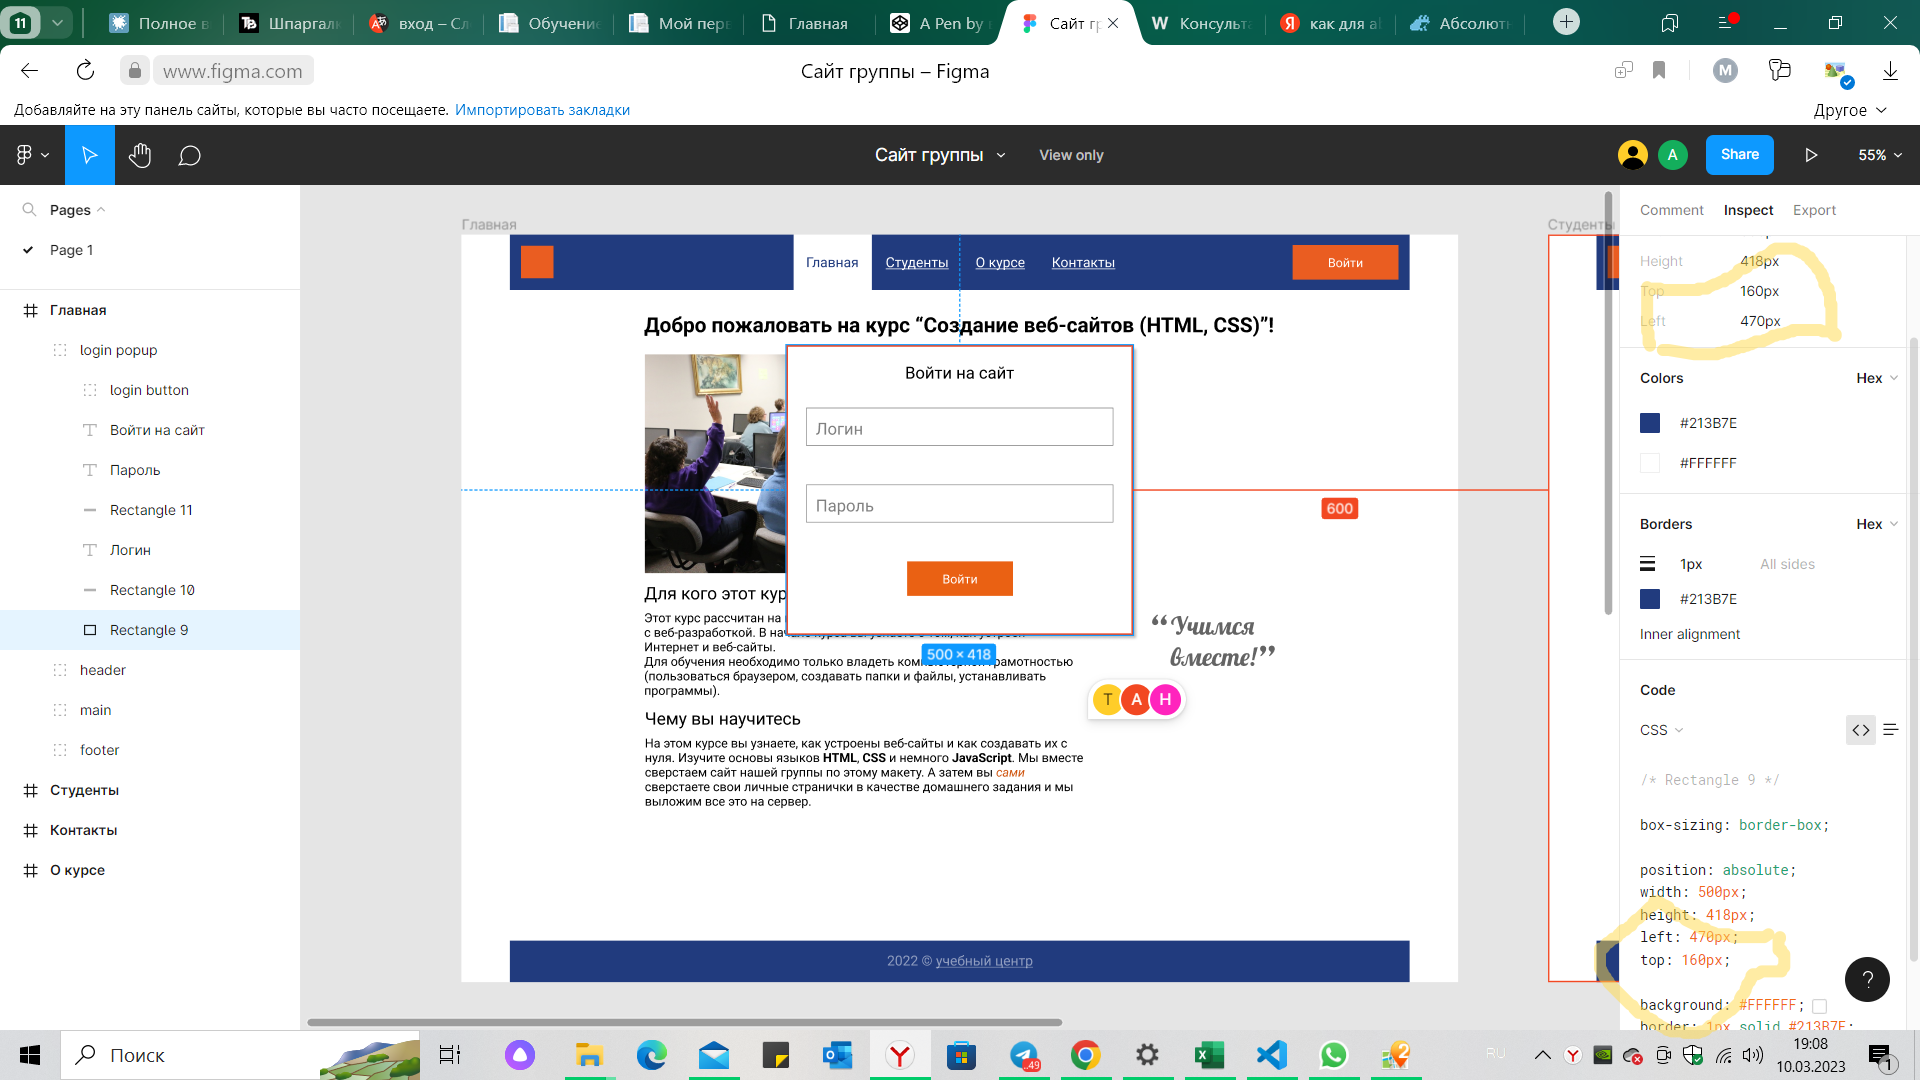 11
Полное в
Шпаргал
вход – Сл
Обучение
Мой пер
Главная
A Pen by
Сайт гр
W Консульт
Я как для а
Абсолют
www.figma.com
Сайт группы – Figma
M
Добавляйте на эту панель сайты, которые вы часто посещаете. Импортировать закладки
Другое
Сайт группы
View only
A
Share
55%
Pages
Page 1
Главная
login popup
login button
Войти на сайт
Пароль
Rectangle 11
Логин
Rectangle 10
Rectangle 9
header
main
footer
Студенты
Контакты
О курсе
Главная
Студенты
Главная Студенты О курсе Контакты Войти
Добро пожаловать на курс “Создание веб-сайтов (HTML, CSS)”!
Войти на сайт
Логин
Пароль
Войти
600
500 × 418
Для кого этот кур
Этот курс рассчитан на
с веб-разработкой. В
Интернет и веб-сайты.
Для обучения необходимо только владеть компьютерной грамотностью
(пользоваться браузером, создавать папки и файлы, устанавливать
программы).
“Учимся
вместе!”
T A H
Чему вы научитесь
На этом курсе вы узнаете, как устроены веб-сайты и как создавать их с
нуля. Изучите основы языков HTML, CSS и немного JavaScript. Мы вместе
сверстаем сайт нашей группы по этому макету. А затем вы сами
сверстаете свои личные странички в качестве домашнего задания и мы
выложим все это на сервер.
2022 © учебный центр
Comment Inspect Export
Height 418px
Top 160px
Left 470px
Colors Hex
#213B7E
#FFFFFF
Borders Hex
1px All sides
#213B7E
Inner alignment
Code
CSS
/* Rectangle 9 */
box-sizing: border-box;
position: absolute;
width: 500px;
height: 418px;
left: 470px;
top: 160px;
background: #FFFFFF;
border: 1px solid #213B7E;
?
Поиск
..49
2
RU
19:08
10.03.2023
1